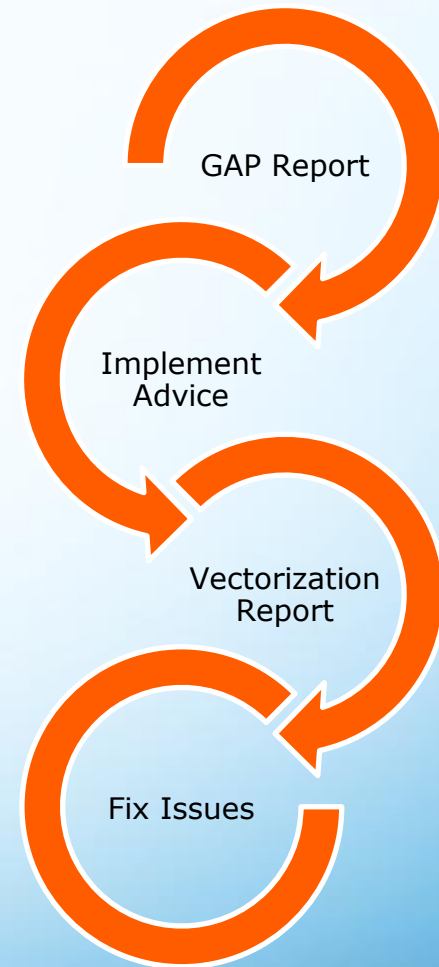 GAP Report
Implement
Advice
Vectorization
Report
Fix Issues